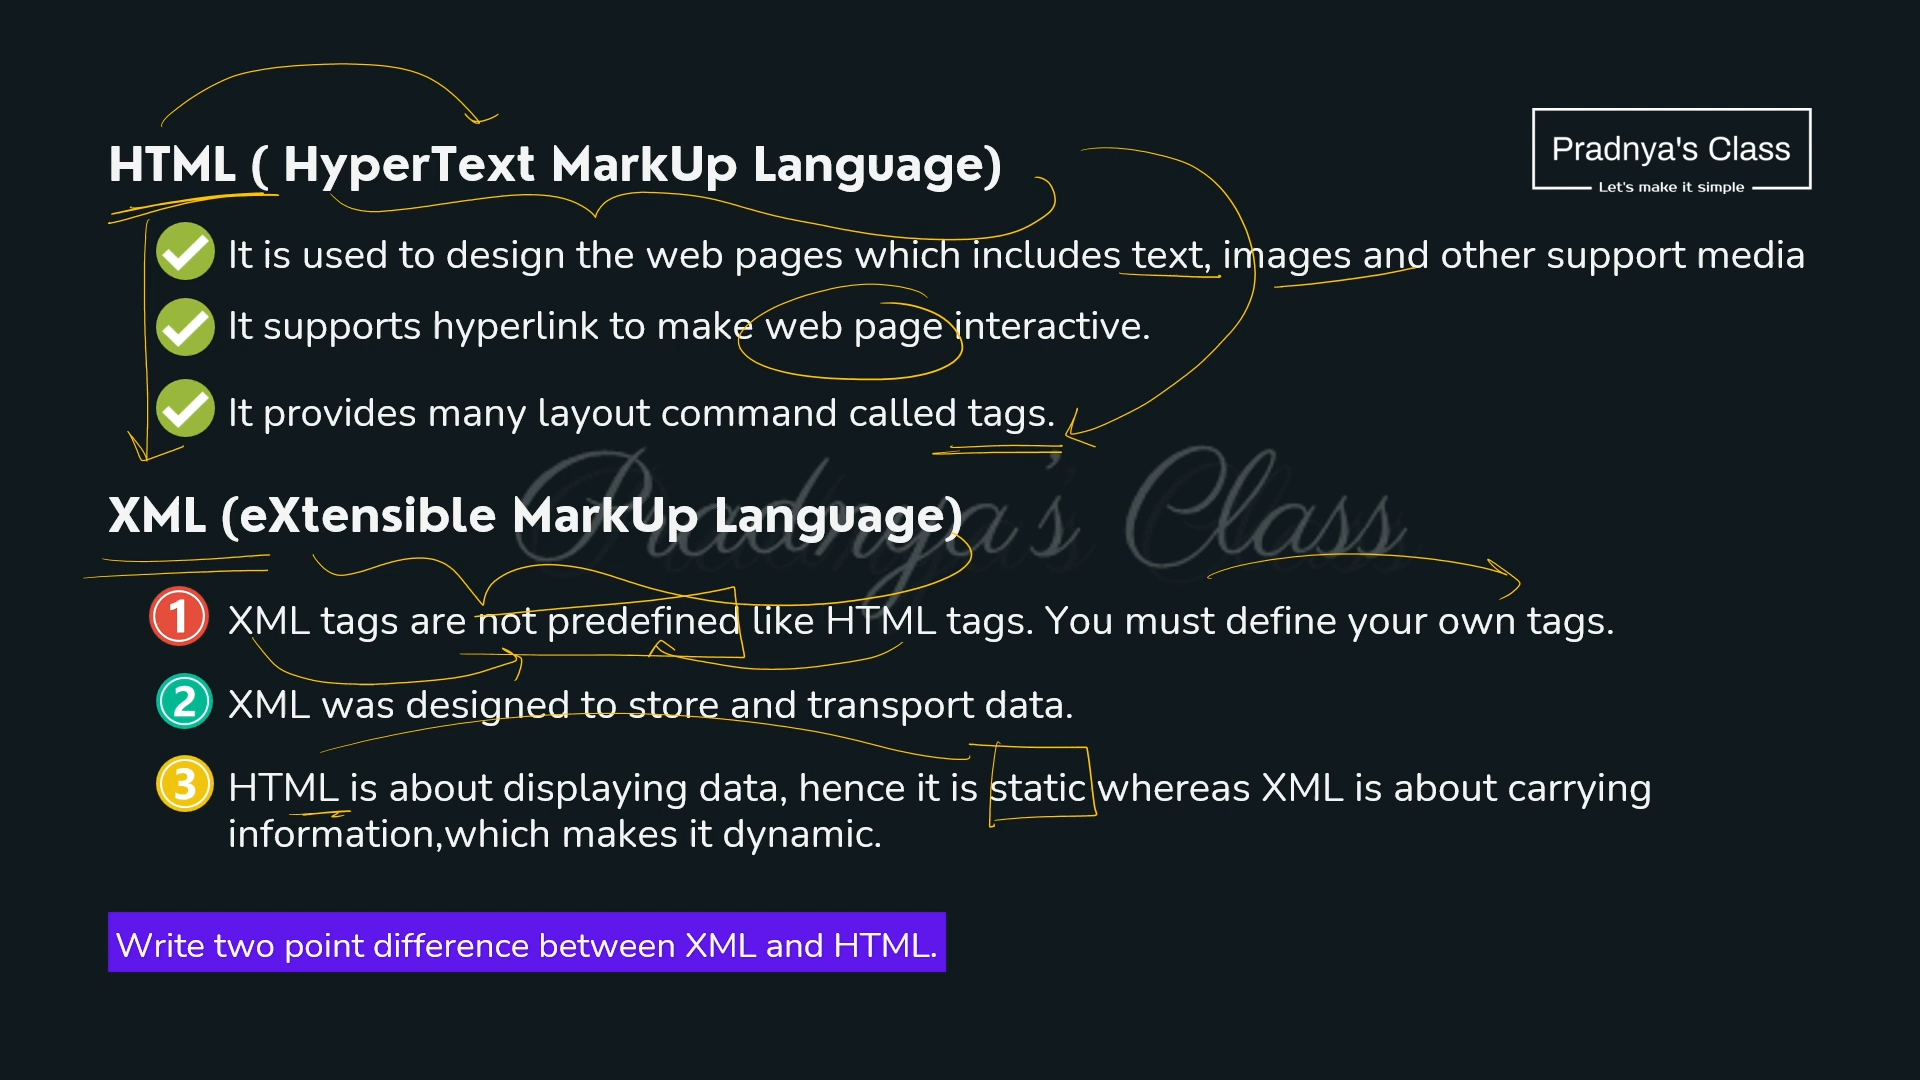 HTML ( HyperText MarkUp Language)
Pradnya's Class
Let's make it simple
It is used to design the web pages which includes text, images and other support media
It supports hyperlink to make web page interactive.
It provides many layout command called tags.
Pradnya's Class
XML (eXtensible MarkUp Language)
1 XML tags are not predefined like HTML tags. You must define your own tags.
2 XML was designed to store and transport data.
3 HTML is about displaying data, hence it is static whereas XML is about carrying
information,which makes it dynamic.
Write two point difference between XML and HTML.